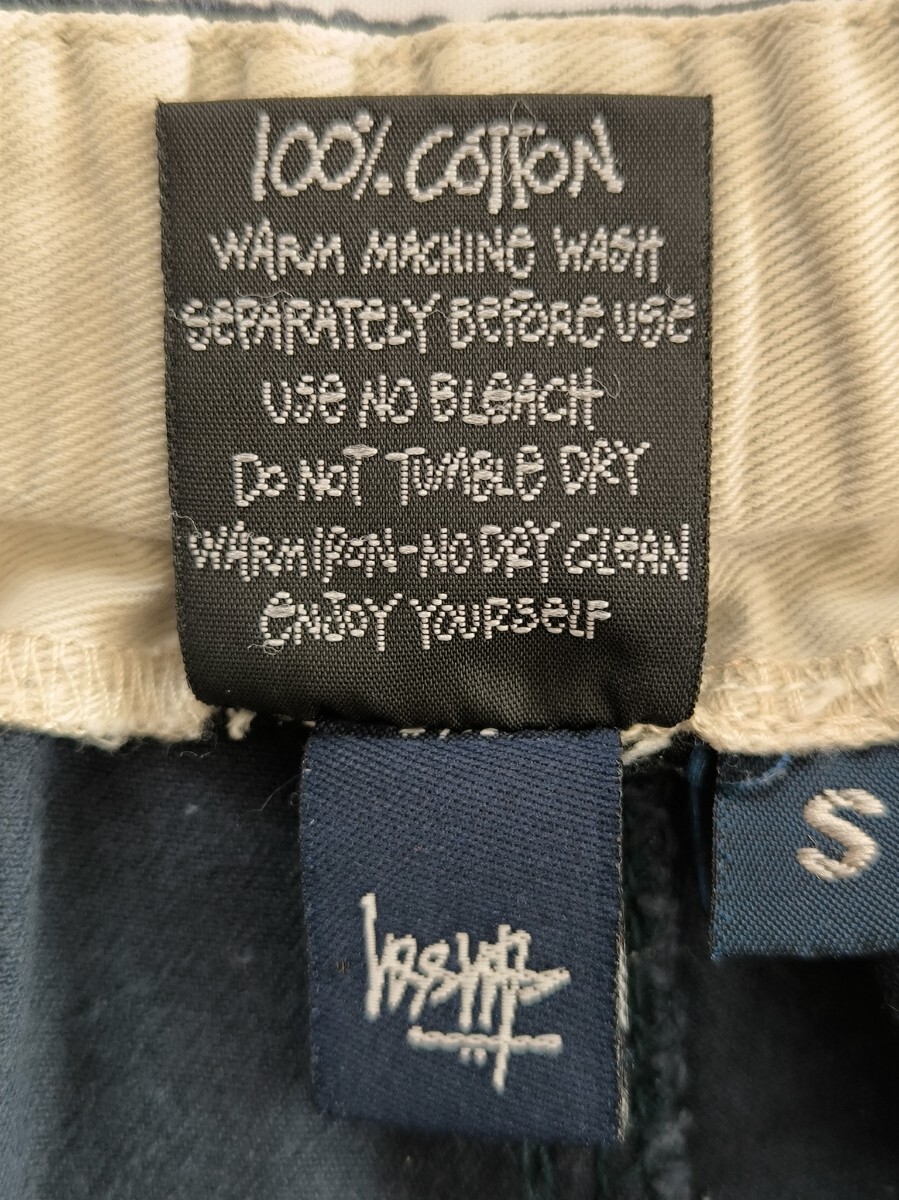 100% COTTON
WARM MACHINE WASH
SEPARATELY BEFORE USE
USE NO BLEACH
DO NOT TUMBLE DRY
WARM IRON-NO DRY CLEAN
ENJOY YOURSELF
S